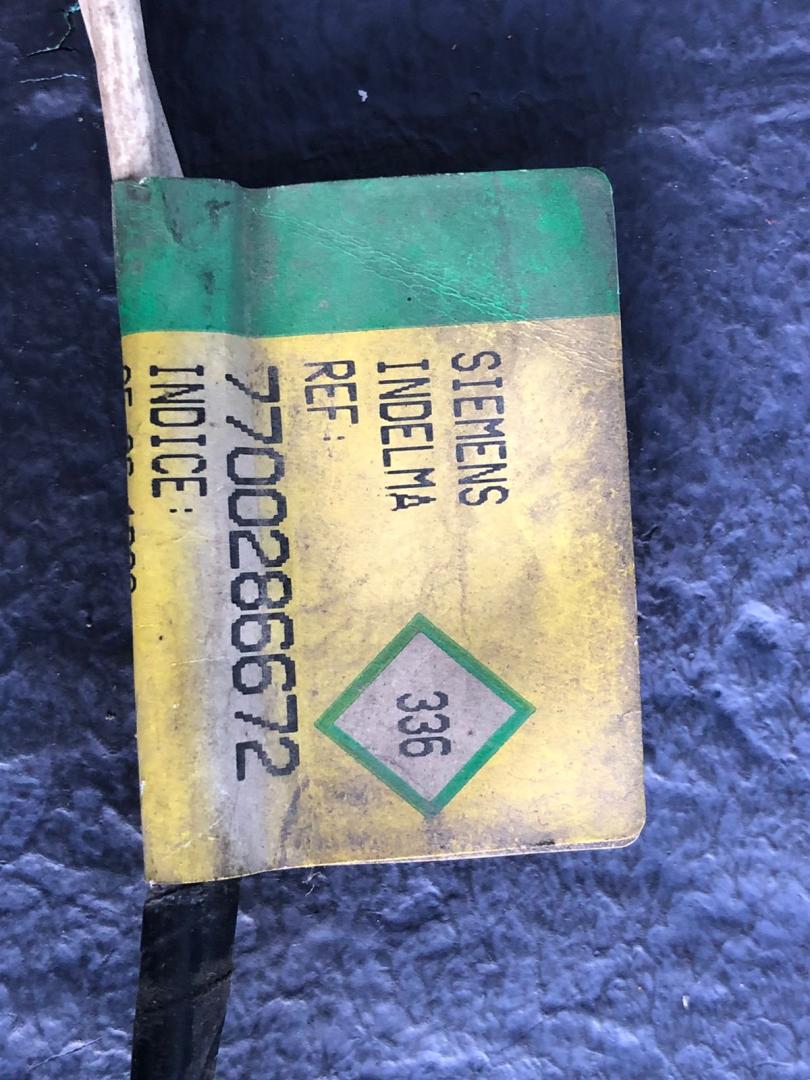 SIEMENS
INDELMA
REF:
7700286672
INDICE:
336